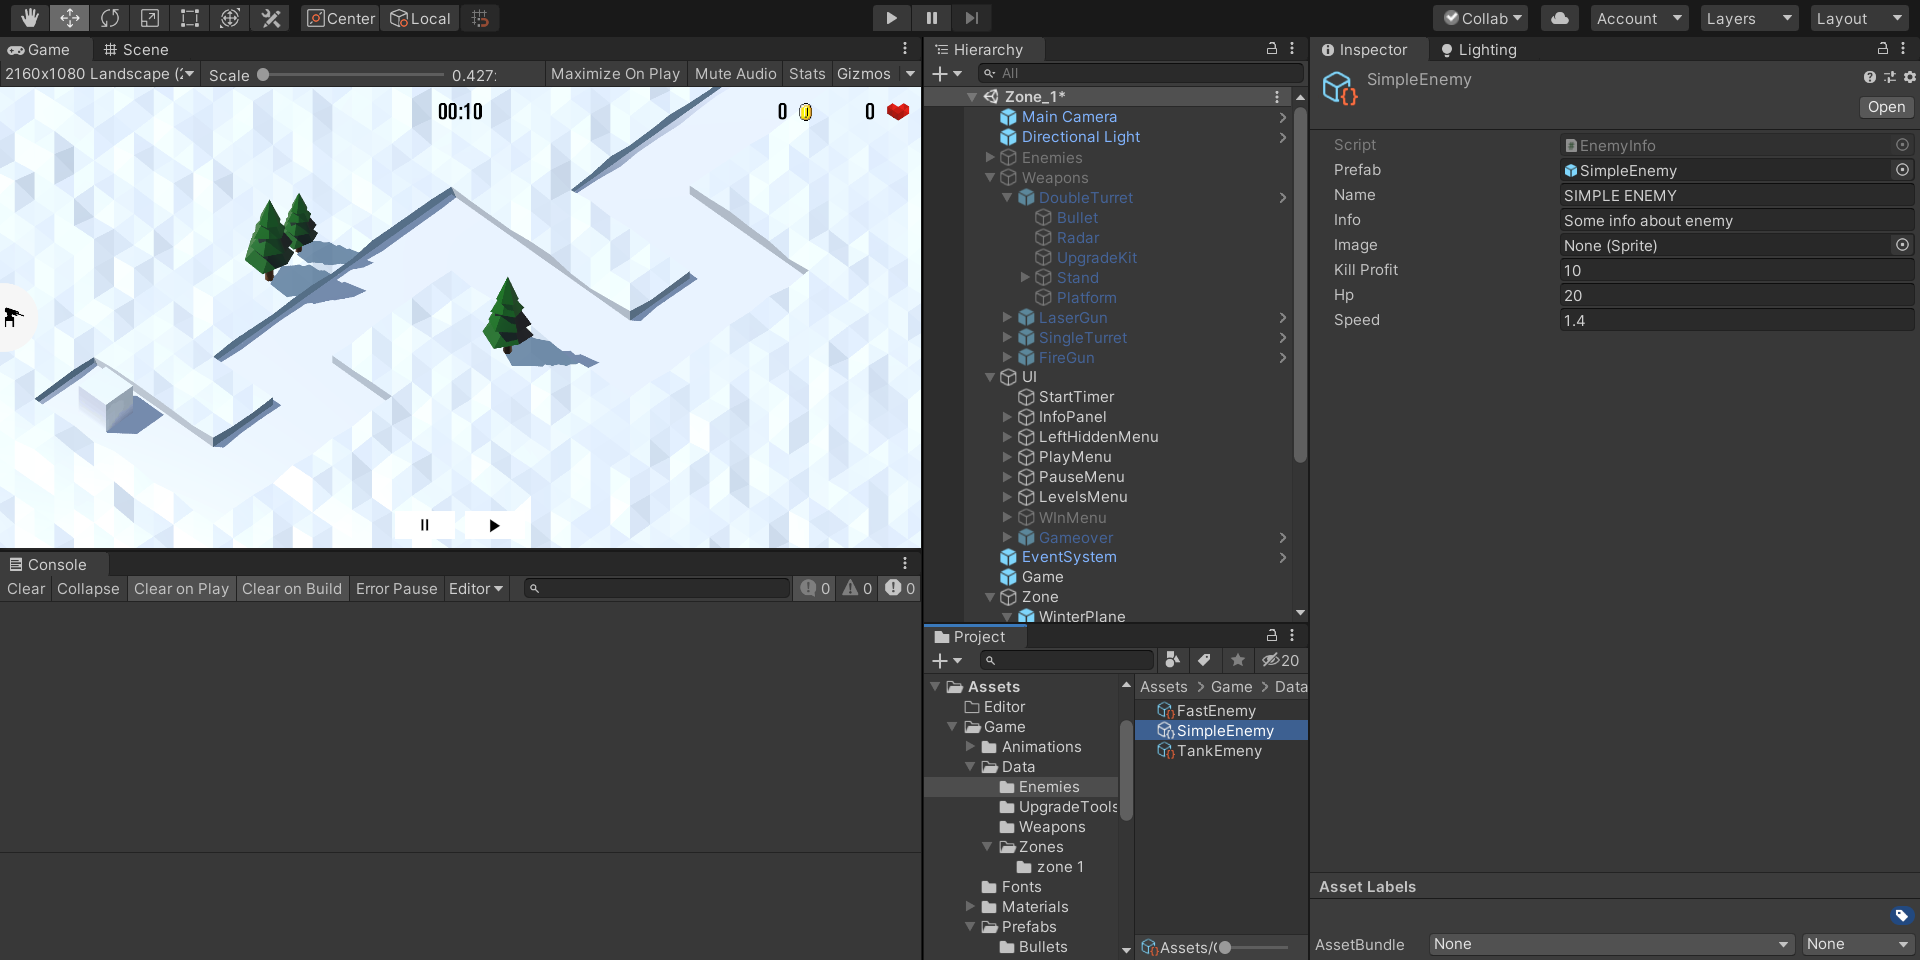 Center
Local
Collab
Account
Layers
Layout
Game
Scene
2160x1080 Landscape (2
Scale
0.427:
Maximize On Play
Mute Audio
Stats
Gizmos
00:10
0
0
Console
Clear
Collapse
Clear on Play
Clear on Build
Error Pause
Editor
0
0
0
Hierarchy
All
Zone_1*
Main Camera
Directional Light
Enemies
Weapons
DoubleTurret
Bullet
Radar
UpgradeKit
Stand
Platform
LaserGun
SingleTurret
FireGun
UI
StartTimer
InfoPanel
LeftHiddenMenu
PlayMenu
PauseMenu
LevelsMenu
WInMenu
Gameover
EventSystem
Game
Zone
WinterPlane
Project
20
Assets
Editor
Game
Animations
Data
Enemies
UpgradeTools
Weapons
Zones
zone 1
Fonts
Materials
Prefabs
Bullets
Assets > Game > Data
FastEnemy
SimpleEnemy
TankEmeny
Assets/(
Inspector
Lighting
SimpleEnemy
Open
Script EnemyInfo
Prefab SimpleEnemy
Name SIMPLE ENEMY
Info Some info about enemy
Image None (Sprite)
Kill Profit 10
Hp 20
Speed 1.4
Asset Labels
AssetBundle None None